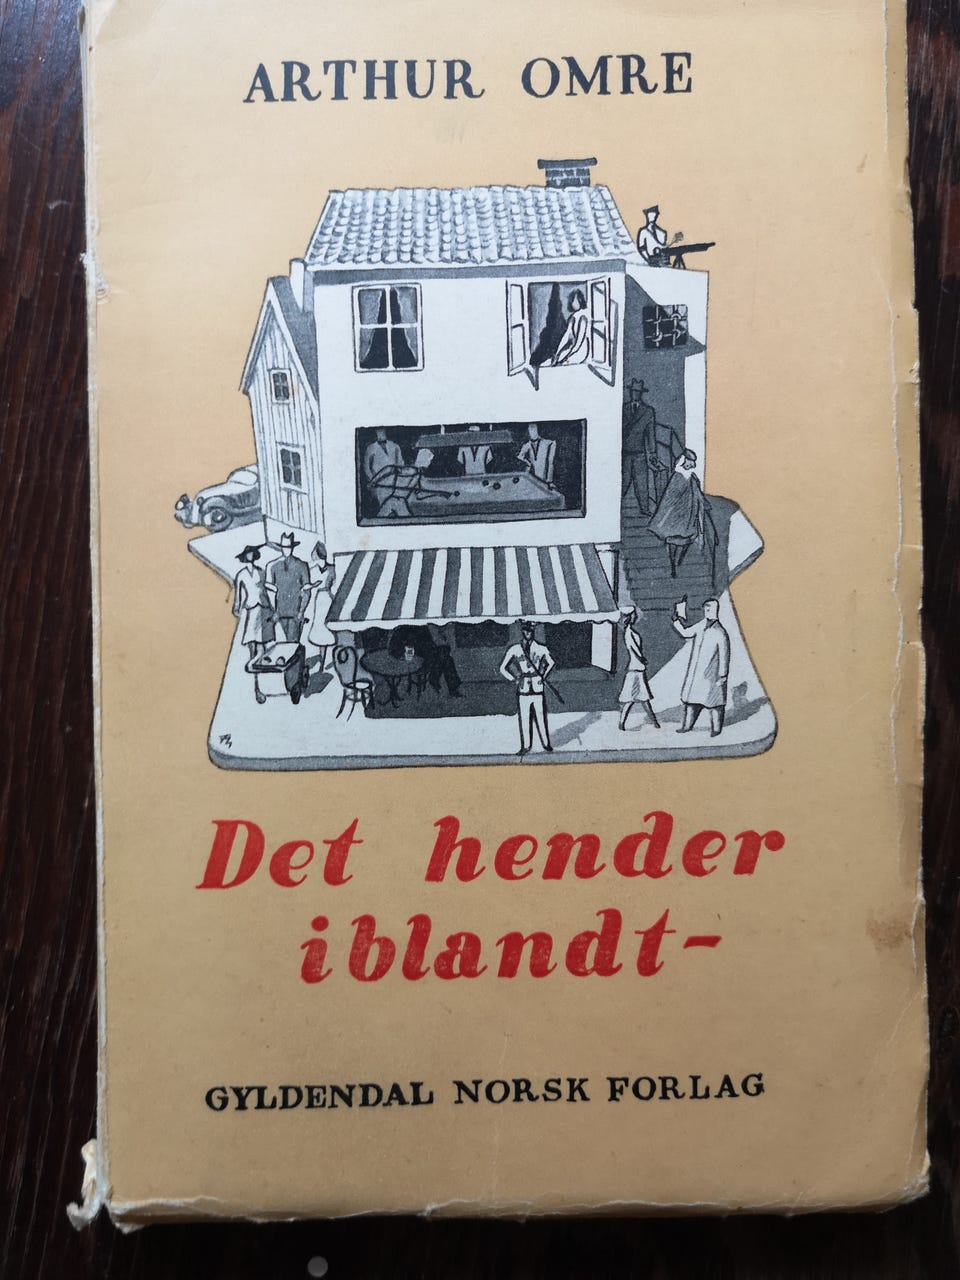 ARTHUR OMRE
Det hender
iblandt-
GYLDENDAL NORSK FORLAG